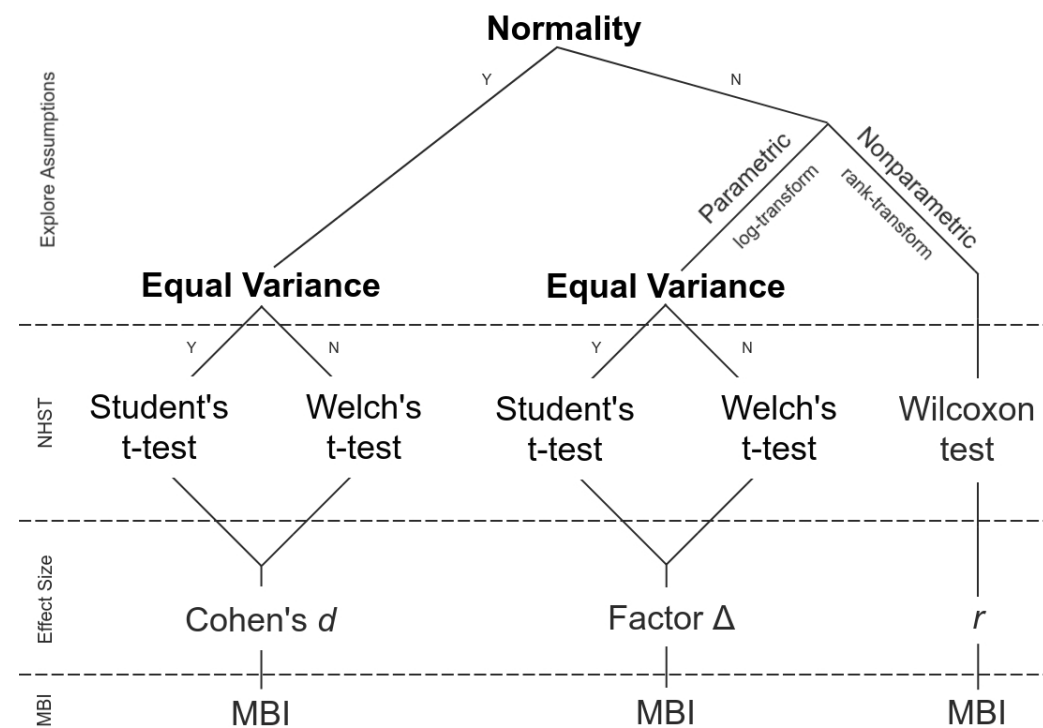 Normality
Y
N
Explore Assumptions
Parametric
log-transform
Nonparametric
rank-transform
Equal Variance
Equal Variance
Y
N
Y
N
NHST
Student's
t-test
Welch's
t-test
Student's
t-test
Welch's
t-test
Wilcoxon
test
Effect Size
Cohen's d
Factor Δ
r
MBI
MBI
MBI
MBI